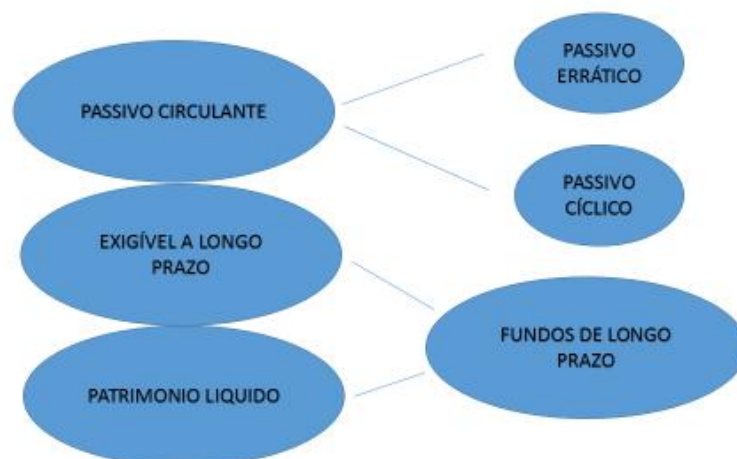 PASSIVO
ERRÁTICO
PASSIVO CIRCULANTE
PASSIVO
CÍCLICO
EXIGÍVEL A LONGO
PRAZO
FUNDOS DE LONGO
PRAZO
PATRIMONIO LIQUIDO